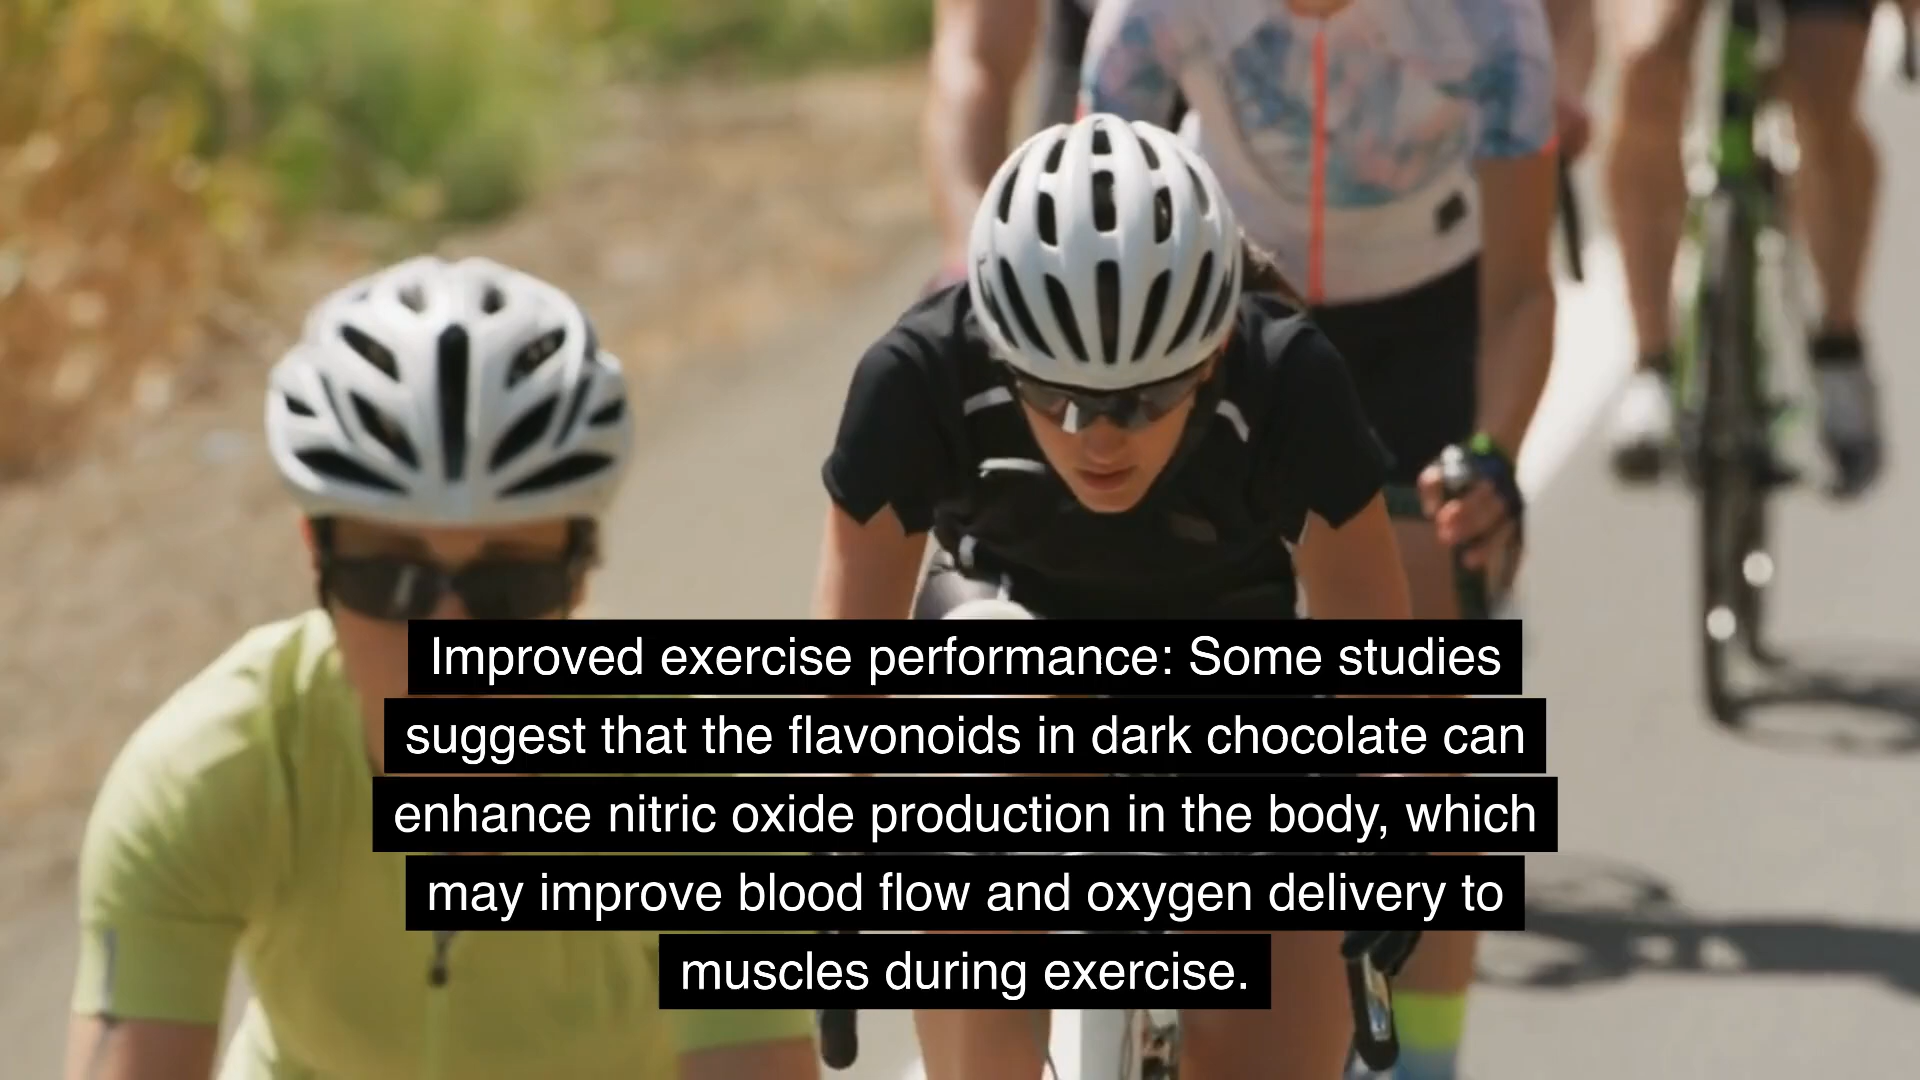 Improved exercise performance: Some studies
suggest that the flavonoids in dark chocolate can
enhance nitric oxide production in the body, which
may improve blood flow and oxygen delivery to
muscles during exercise.